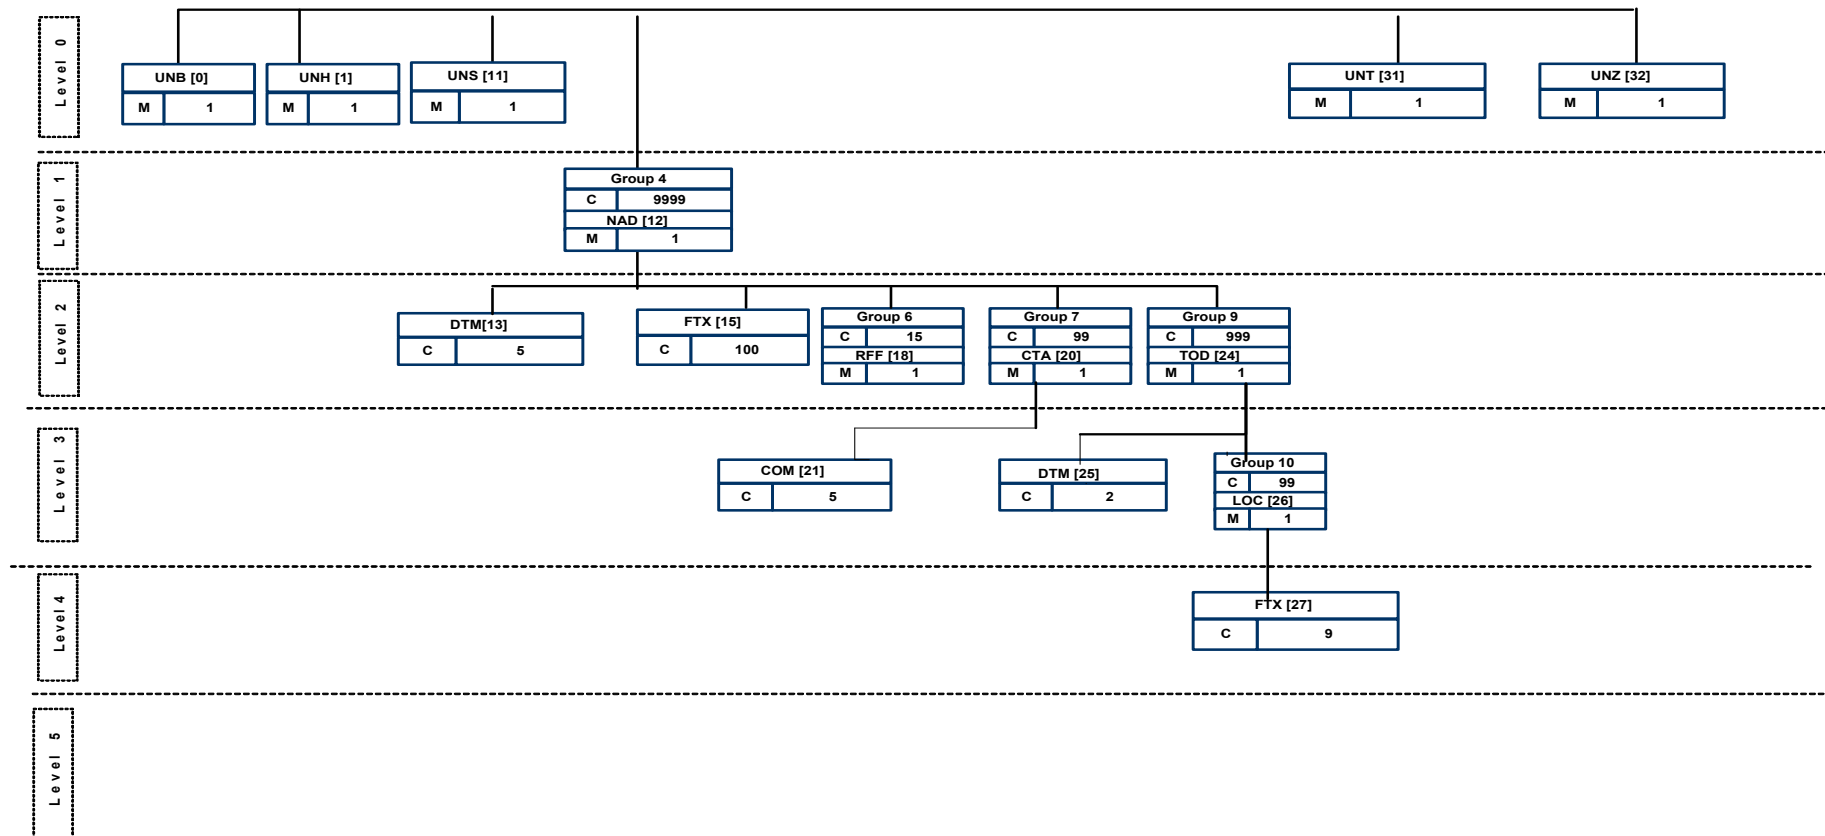 Level 0
UNB [0]
M 1
UNH [1]
M 1
UNS [11]
M 1
UNT [31]
M 1
UNZ [32]
M 1
Level 1
Group 4
C 9999
NAD [12]
M 1
Level 2
DTM[13]
C 5
FTX [15]
C 100
Group 6
C 15
RFF [18]
M 1
Group 7
C 99
CTA [20]
M 1
Group 9
C 999
TOD [24]
M 1
Level 3
COM [21]
C 5
DTM [25]
C 2
Group 10
C 99
LOC [26]
M 1
Level4
FTX [27]
C 9
Level 5